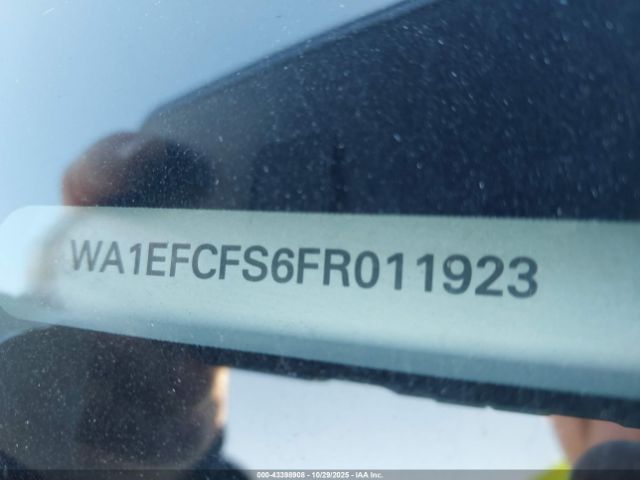 WA1EFCFS6FR011923
000-43398908 | 10/29/2025 | IAA Inc.